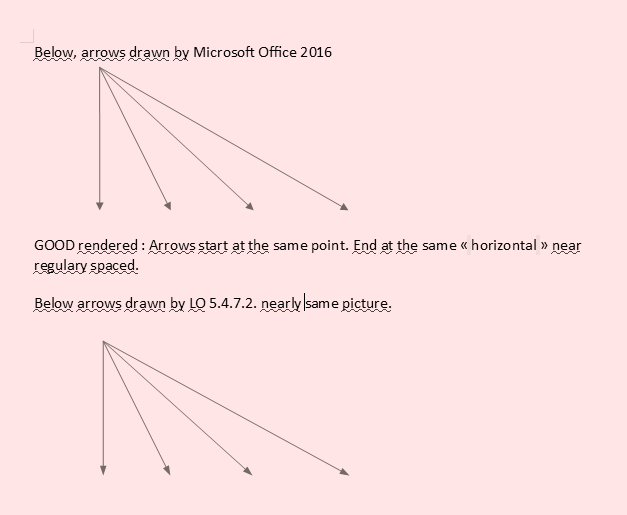 Below, arrows drawn by Microsoft Office 2016
GOOD rendered : Arrows start at the same point. End at the same « horizontal » near
regulary spaced.
Below arrows drawn by LO 5.4.7.2. nearly same picture.